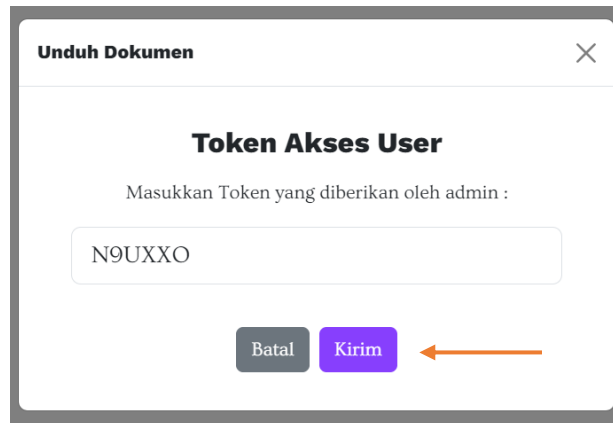 Unduh Dokumen
Token Akses User
Masukkan Token yang diberikan oleh admin :
N9UXXO
Batal Kirim